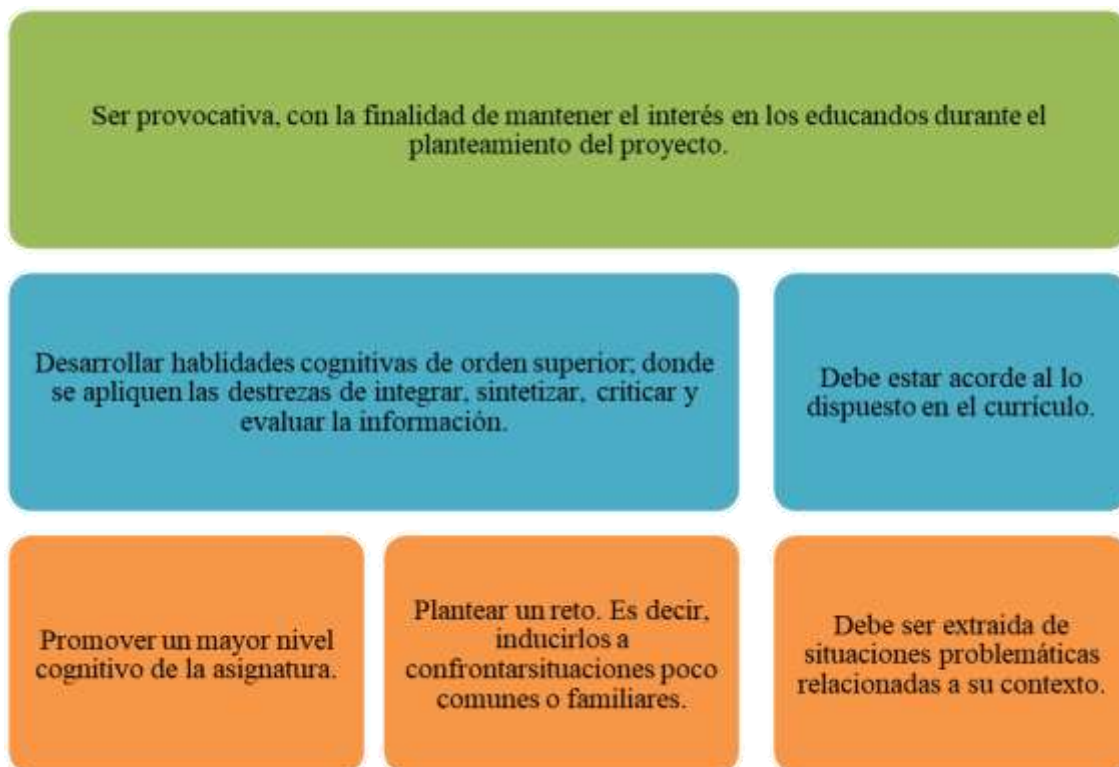 Ser provocativa, con la finalidad de mantener el interés en los educandos durante el
planteamiento del proyecto.
Desarrollar hablidades cognitivas de orden superior; donde
se apliquen las destrezas de integrar, sintetizar, criticar y
evaluar la información.
Debe estar acorde al lo
dispuesto en el currículo.
Promover un mayor nivel
cognitivo de la asignatura.
Plantear un reto. Es decir,
inducirlos a
confrontarsituaciones poco
comunes o familiares.
Debe ser extraida de
situaciones problemáticas
relacionadas a su contexto.